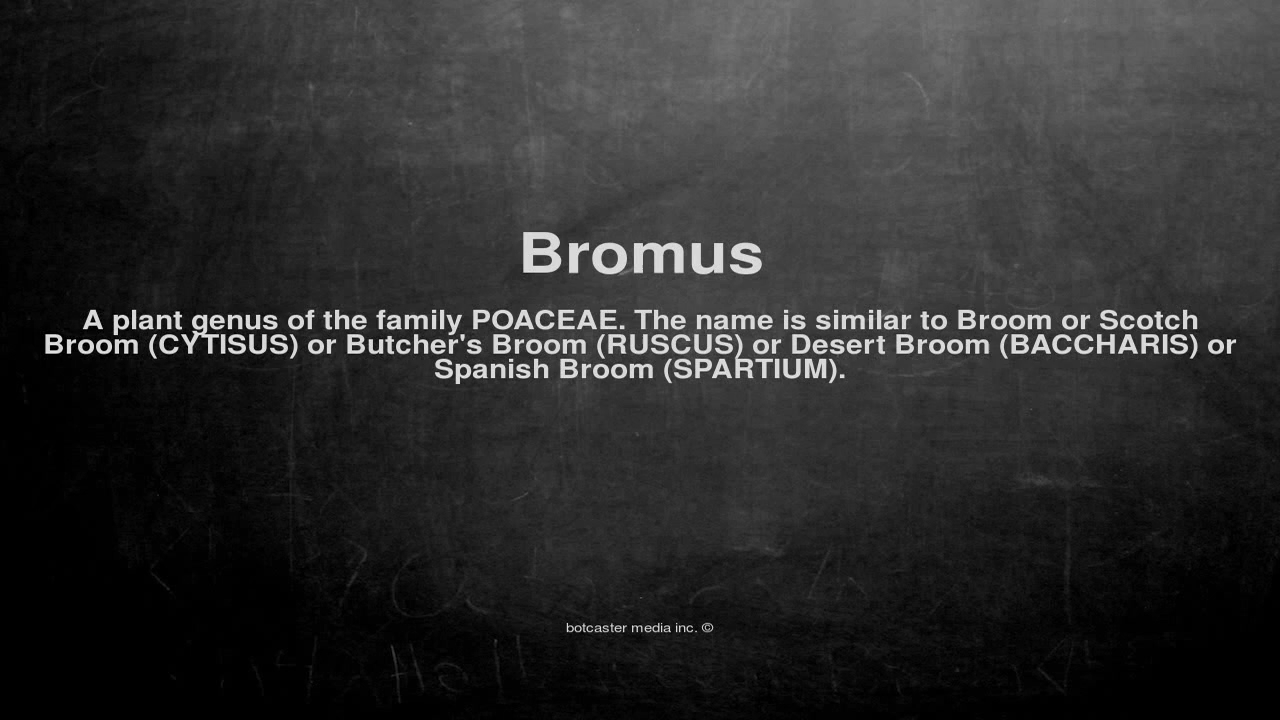 Bromus
A plant genus of the family POACEAE. The name is similar to Broom or Scotch
Broom (CYTISUS) or Butcher's Broom (RUSCUS) or Desert Broom (BACCHARIS) or
Spanish Broom (SPARTIUM).
botcaster media inc. ©